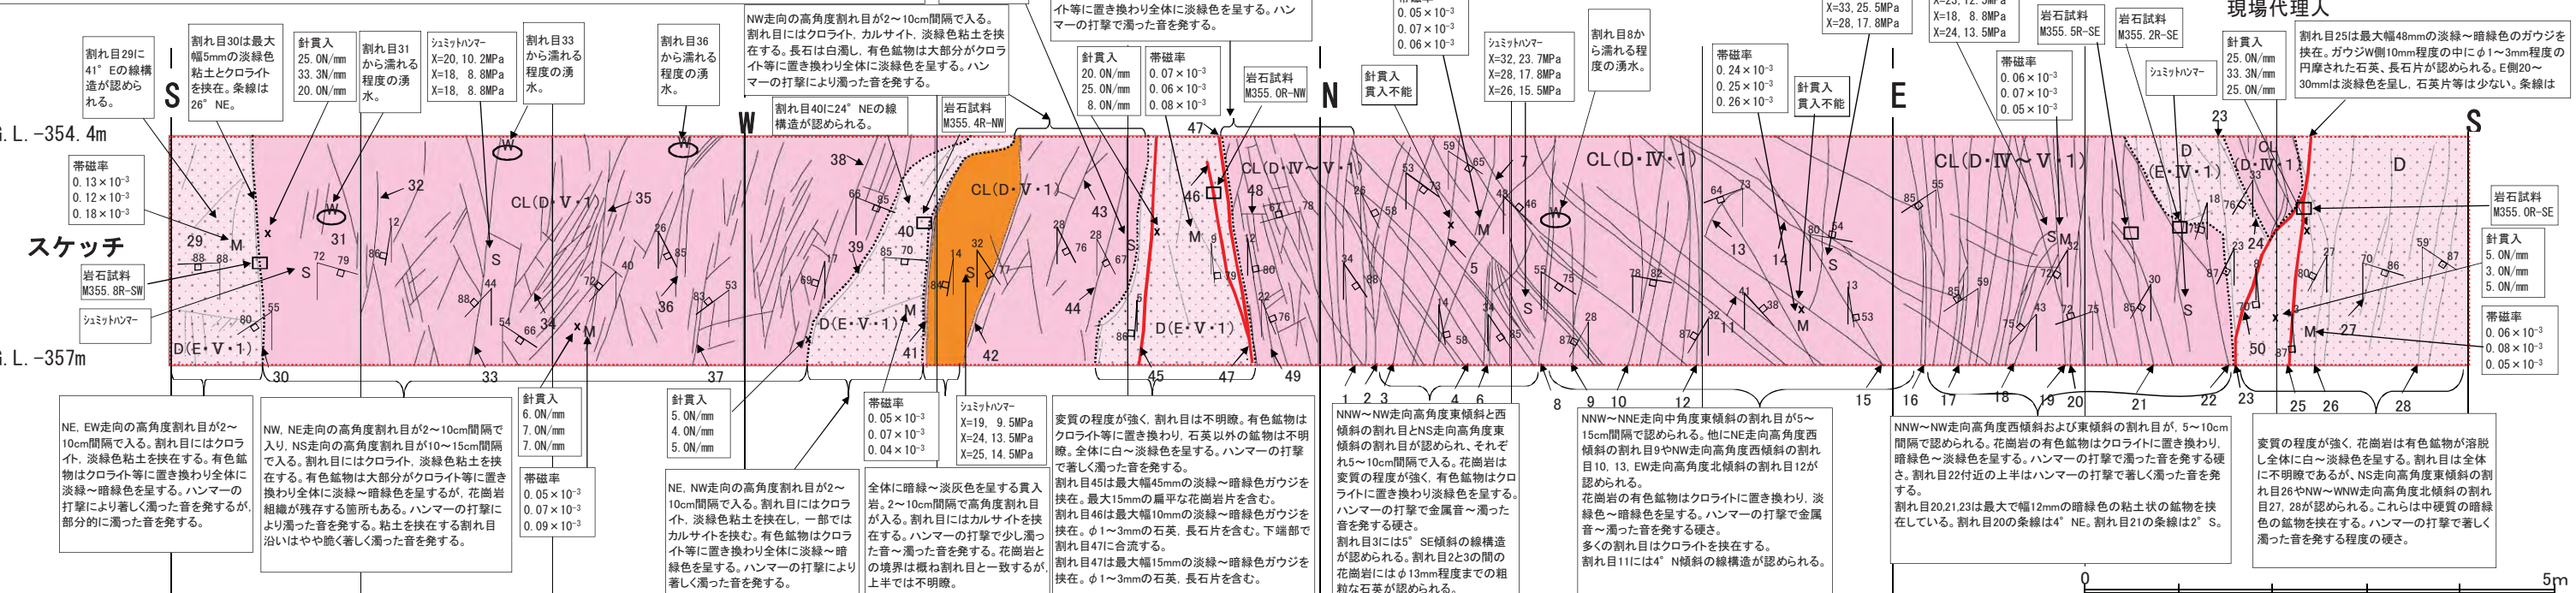 現場代理人
NW走向の高角度割れ目が2～10cm間隔で入る。
割れ目にはクロライト, カルサイト, 淡緑色粘土を挟
在する。長石は白濁し, 有色鉱物は大部分がクロラ
イト等に置き換わり全体に淡緑色を呈する。ハン
マーの打撃により濁った音を発する。
イト等に置き換わり全体に淡緑色を呈する。ハン
マーの打撃で濁った音を発する。
割れ目29に
41°Eの線構
造が認めら
れる。
割れ目30は最大
幅5mmの淡緑色
粘土とクロライト
を挟在。条線は
26°NE。
針貫入
25.0N/mm
33.3N/mm
20.0N/mm
割れ目31
から濡れる
程度の湧
水。
シュミットハンマー
X=20,10.2MPa
X=18, 8.8MPa
X=18, 8.8MPa
割れ目33
から濡れる
程度の湧
水。
割れ目36
から濡れる
程度の湧
水。
割れ目40に24°NEの線
構造が認められる。
岩石試料
M355.4R-NW
針貫入
20.0N/mm
25.0N/mm
8.0N/mm
帯磁率
0.07×10⁻³
0.06×10⁻³
0.08×10⁻³
岩石試料
M355.0R-NW
針貫入
貫入不能
0.05×10⁻³
0.07×10⁻³
0.06×10⁻³
シュミットハンマー
X=32,23.7MPa
X=28,17.8MPa
X=26,15.5MPa
割れ目8か
ら濡れる程
度の湧水。
帯磁率
0.24×10⁻³
0.25×10⁻³
0.26×10⁻³
針貫入
貫入不能
X=33,25.5MPa
X=28,17.8MPa
X=18, 8.8MPa
X=24,13.5MPa
帯磁率
0.06×10⁻³
0.07×10⁻³
0.05×10⁻³
岩石試料
M355.5R-SE
岩石試料
M355.2R-SE
シュミットハンマー
針貫入
25.0N/mm
33.3N/mm
25.0N/mm
割れ目25は最大幅48mmの淡緑～暗緑色のガウジを
挟在。ガウジW側10mm程度の中にφ1～3mm程度の
円摩された石英, 長石片が認められる。E側20～
30mmは淡緑色を呈し, 石英片等は少ない。条線は
S
W
N
E
S
G.L. -354.4m
帯磁率
0.13×10⁻³
0.12×10⁻³
0.18×10⁻³
スケッチ
岩石試料
M355.8R-SW
シュミットハンマー
G.L. -357m
D(E・V・1)
CL(D・V・1)
D(E・V・1)
CL(D・V・1)
D(E・V・1)
CL(D・Ⅳ～V・1)
CL(D・Ⅳ・1)
CL(D・Ⅳ～V・1)
D
(E・Ⅳ・1)
CL
(D・Ⅳ・1)
D
岩石試料
M355.0R-SE
針貫入
5.0N/mm
3.0N/mm
5.0N/mm
帯磁率
0.06×10⁻³
0.08×10⁻³
0.05×10⁻³
29 31 32 34 35 36 38 39 40 41 42 43 44 46 47 48 5 7 11 13 14 23 24 50 27
30 33 37 45 47 49 1 2 3 4 6 8 9 10 12 15 16 17 18 19 20 21 22 23 25 26 28
NE, EW走向の高角度割れ目が2～
10cm間隔で入る。割れ目にはクロラ
イト, 淡緑色粘土を挟在する。有色鉱
物はクロライト等に置き換わり全体に
淡緑～暗緑色を呈する。ハンマーの
打撃により著しく濁った音を発するが,
部分的に濁った音を発する。
NW, NE走向の高角度割れ目が2～10cm間隔で
入り, NS走向の高角度割れ目が10～15cm間隔
で入る。割れ目にはクロライト, 淡緑色粘土を挟
在する。有色鉱物は大部分がクロライト等に置き
換わり全体に淡緑～暗緑色を呈するが, 花崗岩
組織が残存する箇所もある。ハンマーの打撃に
より濁った音を発する。粘土を挟在する割れ目
沿いはやや脆く著しく濁った音を発する。
針貫入
6.0N/mm
7.0N/mm
7.0N/mm
帯磁率
0.05×10⁻³
0.07×10⁻³
0.09×10⁻³
針貫入
5.0N/mm
4.0N/mm
5.0N/mm
NE, NW走向の高角度割れ目が2～
10cm間隔で入る。割れ目にはクロラ
イト, 淡緑色粘土を挟在し, 一部では
カルサイトを挟む。有色鉱物はクロラ
イト等に置き換わり全体に淡緑～暗
緑色を呈する。ハンマーの打撃により
著しく濁った音を発する。
帯磁率
0.05×10⁻³
0.07×10⁻³
0.04×10⁻³
シュミットハンマー
X=19, 9.5MPa
X=24,13.5MPa
X=25,14.5MPa
全体に暗緑～淡灰色を呈する貫入
岩。2～10cm間隔で高角度割れ目
が入る。割れ目にはカルサイトを挟
在する。ハンマーの打撃で少し濁っ
た音～濁った音を発する。花崗岩と
の境界は概ね割れ目と一致するが,
上半では不明瞭。
変質の程度が強く, 割れ目は不明瞭。有色鉱物は
クロライト等に置き換わり, 石英以外の鉱物は不明
瞭。全体に白～淡緑色を呈する。ハンマーの打撃
で著しく濁った音を発する。
割れ目45は最大幅45mmの淡緑～暗緑色ガウジを
挟在。最大15mmの扁平な花崗岩片を含む。
割れ目46は最大幅10mmの淡緑～暗緑色ガウジを
挟在。φ1～3mmの石英, 長石片を含む。下端部で
割れ目47に合流する。
割れ目47は最大幅15mmの淡緑～暗緑色ガウジを
挟在。φ1～3mmの石英, 長石片を含む。
NNW～NW走向高角度東傾斜と西
傾斜の割れ目とNS走向高角度東
傾斜の割れ目が認められ, それぞ
れ5～10cm間隔で入る。花崗岩は
変質の程度が強く, 有色鉱物はクロ
ライトに置き換わり淡緑色を呈する。
ハンマーの打撃で金属音～濁った
音を発する硬さ。
割れ目3には5°SE傾斜の線構造
が認められる。割れ目2と3の間の
花崗岩にはφ13mm程度までの粗
粒な石英が認められる。
NNW～NNE走向中角度東傾斜の割れ目が5～
15cm間隔で認められる。他にNE走向高角度西
傾斜の割れ目9やNW走向高角度西傾斜の割れ
目10, 13, EW走向高角度北傾斜の割れ目12が
認められる。
花崗岩の有色鉱物はクロライトに置き換わり, 淡
緑色～暗緑色を呈する。ハンマーの打撃で金属
音～濁った音を発する硬さ。
多くの割れ目はクロライトを挟在する。
割れ目11には4°N傾斜の線構造が認められる。
NNW～NW走向高角度西傾斜および東傾斜の割れ目が, 5～10cm
間隔で認められる。花崗岩の有色鉱物はクロライトに置き換わり,
暗緑色～淡緑色を呈する。ハンマーの打撃で濁った音を発する硬
さ。割れ目22付近の上半はハンマーの打撃で著しく濁った音を発
する。
割れ目20,21,23は最大で幅12mmの暗緑色の粘土状の鉱物を挟
在している。割れ目20の条線は4°NE。割れ目21の条線は2°S。
変質の程度が強く, 花崗岩は有色鉱物が溶脱
し全体に白～淡緑色を呈する。割れ目は全体
に不明瞭であるが, NS走向高角度東傾斜の割
れ目26やNW～WNW走向高角度北傾斜の割れ
目27, 28が認められる。これらは中硬質の暗緑
色の鉱物を挟在する。ハンマーの打撃で著しく
濁った音を発する程度の硬さ。
0 5m